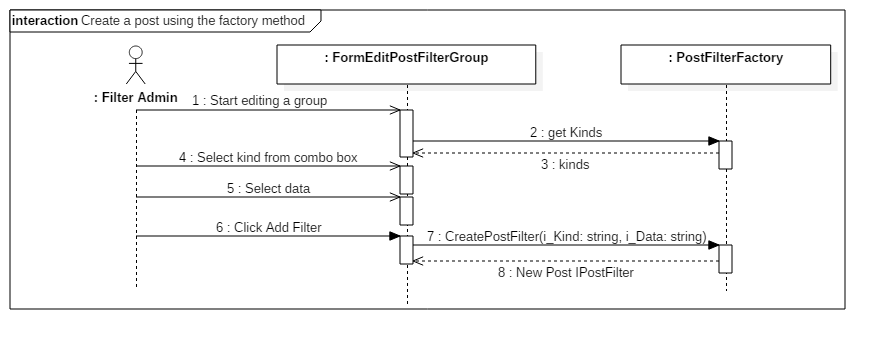 interaction Create a post using the factory method
: FormEditPostFilterGroup
: PostFilterFactory
: Filter Admin
1 : Start editing a group
2 : get Kinds
3 : kinds
4 : Select kind from combo box
5 : Select data
6 : Click Add Filter
7 : CreatePostFilter(i_Kind: string, i_Data: string)
8 : New Post IPostFilter